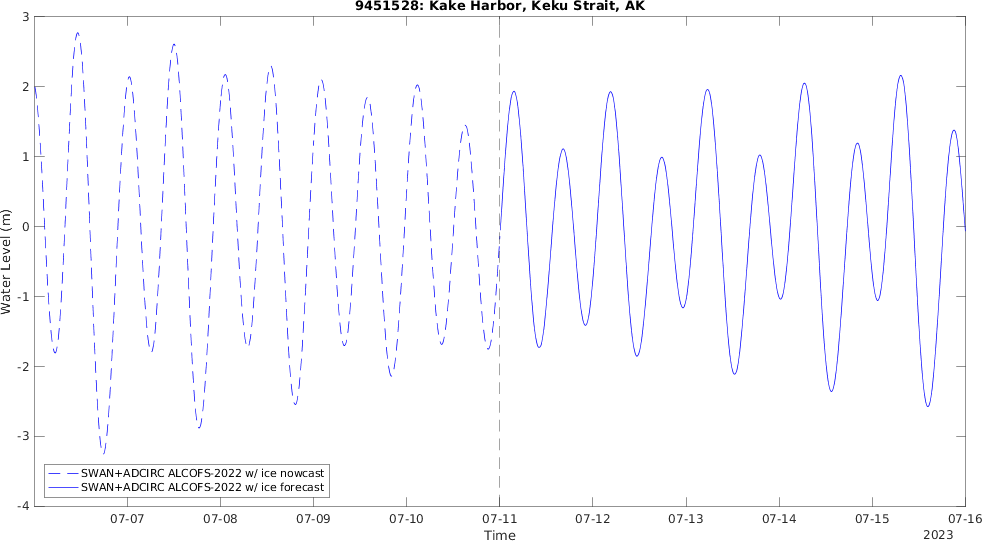 9451528: Kake Harbor, Keku Strait, AK
3
2
1
0
-1
-2
-3
-4
Water Level (m)
SWAN+ADCIRC ALCOFS-2022 w/ ice nowcast
SWAN+ADCIRC ALCOFS-2022 w/ ice forecast
07-07 07-08 07-09 07-10 07-11 07-12 07-13 07-14 07-15 07-16
Time
2023